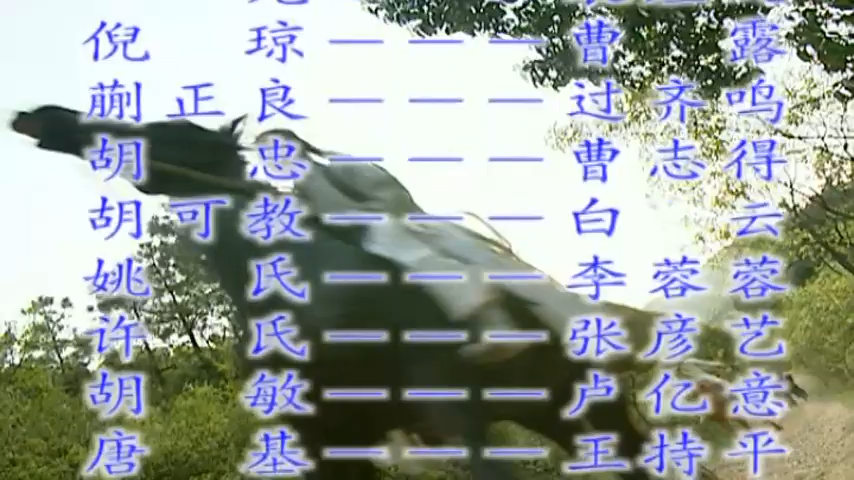 倪琼———曹露
蒯正良———过齐鸣
胡忠———曹志得
胡可教———白云
姚氏———李蓉蓉
许氏———张彦艺
胡敏———卢亿意
唐基———王持平